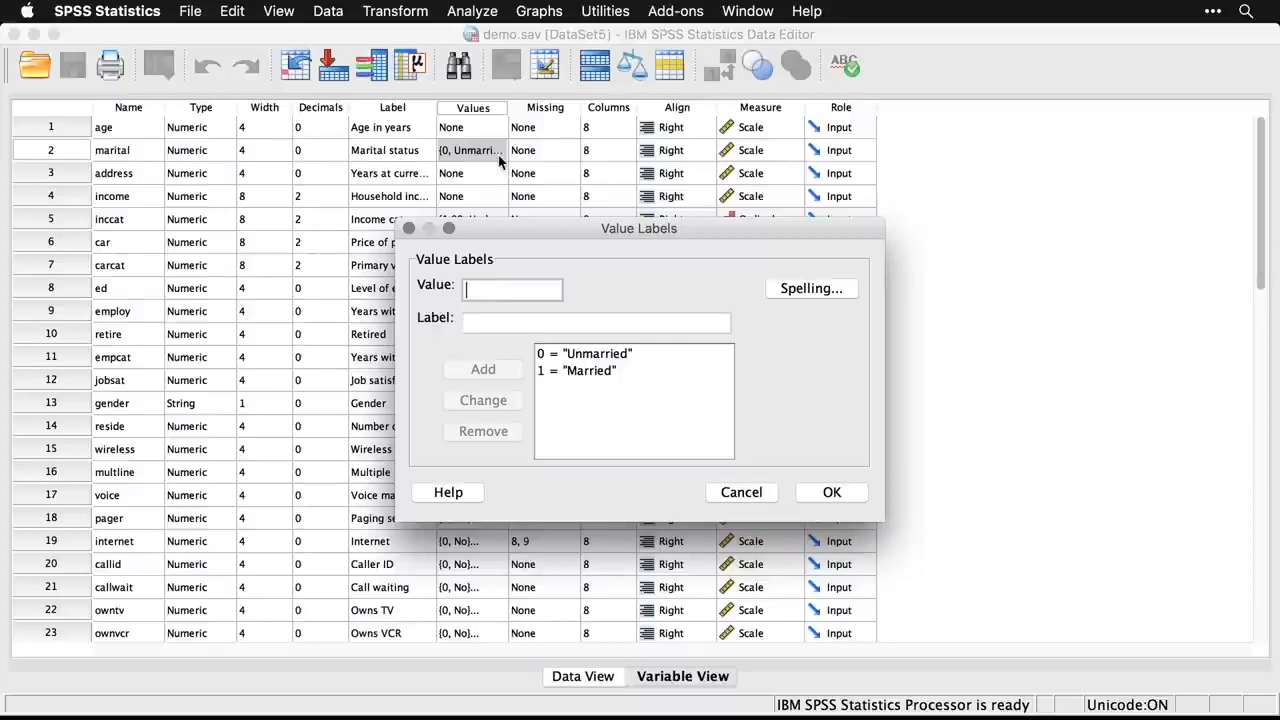 SPSS Statistics File Edit View Data Transform Analyze Graphs Utilities Add-ons Window Help
demo.sav [DataSet5] - IBM SPSS Statistics Data Editor
Name Type Width Decimals Label Values Missing Columns Align Measure Role
1 age Numeric 4 0 Age in years None None 8 Right Scale Input
2 marital Numeric 4 0 Marital status {0, Unmarri... None 8 Right Scale Input
3 address Numeric 4 0 Years at curre... None None 8 Right Scale Input
4 income Numeric 8 2 Household inc... None None 8 Right Scale Input
5 inccat Numeric 8 2 Income
6 car Numeric 8 2 Price of
7 carcat Numeric 8 2 Primary
8 ed Numeric 4 0 Level of
9 employ Numeric 4 0 Years
10 retire Numeric 4 0 Retired
11 empcat Numeric 4 0 Years
12 jobsat Numeric 4 0 Job
13 gender String 1 0 Gender
14 reside Numeric 4 0 Number
15 wireless Numeric 4 0 Wireless
16 multline Numeric 4 0 Multiple
17 voice Numeric 4 0 Voice
18 pager Numeric 4 0 Paging
19 internet Numeric 4 0 Internet {0, No}... 8, 9 8 Right Scale Input
20 callid Numeric 4 0 Caller ID {0, No}... None 8 Right Scale Input
21 callwait Numeric 4 0 Call waiting {0, No}... None 8 Right Scale Input
22 owntv Numeric 4 0 Owns TV {0, No}... None 8 Right Scale Input
23 ownvcr Numeric 4 0 Owns VCR {0, No}... None 8 Right Scale Input
Value Labels
Value Labels
Value: Spelling...
Label:
0 = "Unmarried"
1 = "Married"
Add
Change
Remove
Help Cancel OK
Data View Variable View
IBM SPSS Statistics Processor is ready Unicode:ON